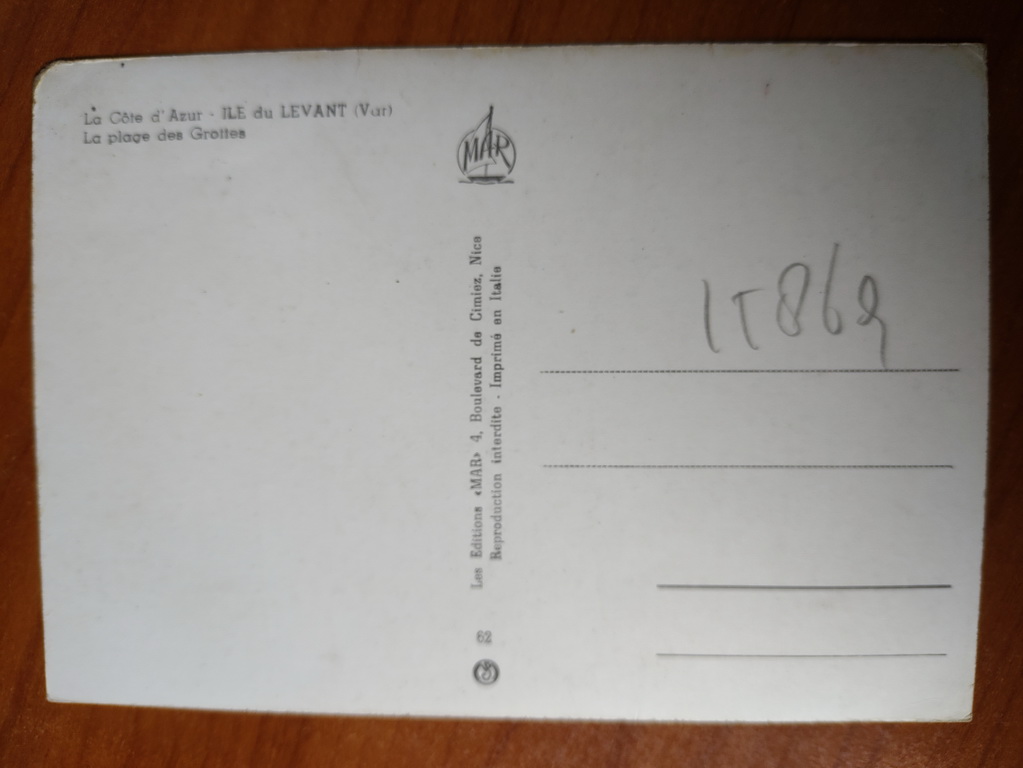 La Côte d'Azur - ILE du LEVANT (Var)
La plage des Grottes
MAR
Les Editions «MAR» 4, Boulevard de Cimiez, Nice
Reproduction interdite - Imprimé en Italie
62
15869